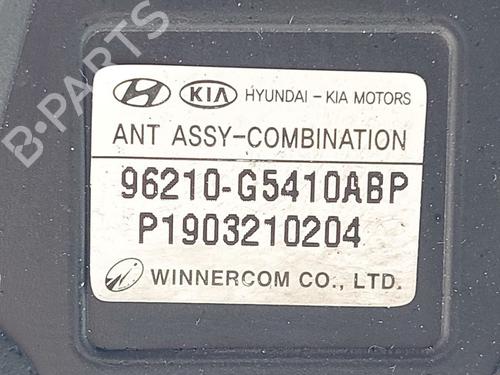 B-PARTS
KIA HYUNDAI - KIA MOTORS
ANT ASSY-COMBINATION
96210-G5410ABP
P1903210204
WINNERCOM CO., LTD.